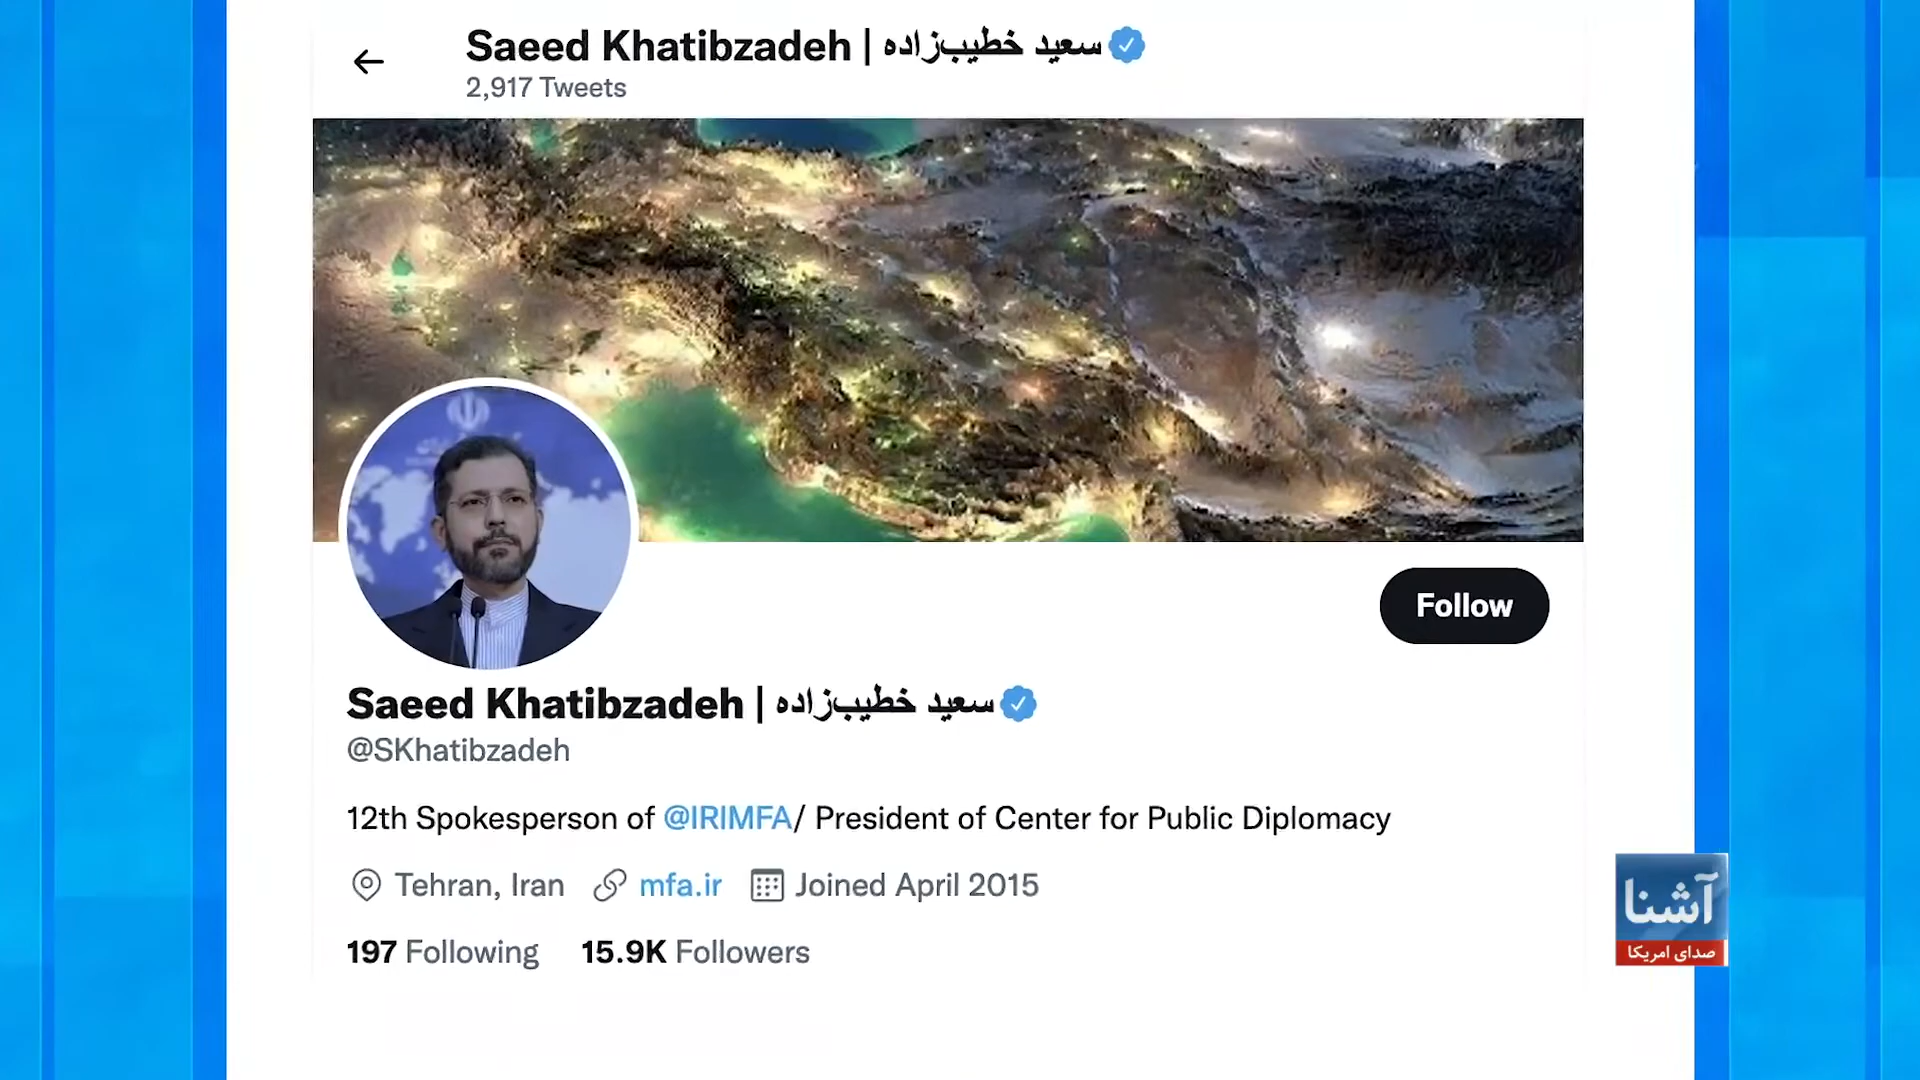 Saeed Khatibzadeh | سعید خطیب‌زاده
2,917 Tweets
Follow
Saeed Khatibzadeh | سعید خطیب‌زاده
@SKhatibzadeh
12th Spokesperson of @IRIMFA/ President of Center for Public Diplomacy
Tehran, Iran mfa.ir Joined April 2015
197 Following 15.9K Followers
آشنا
صدای امریکا